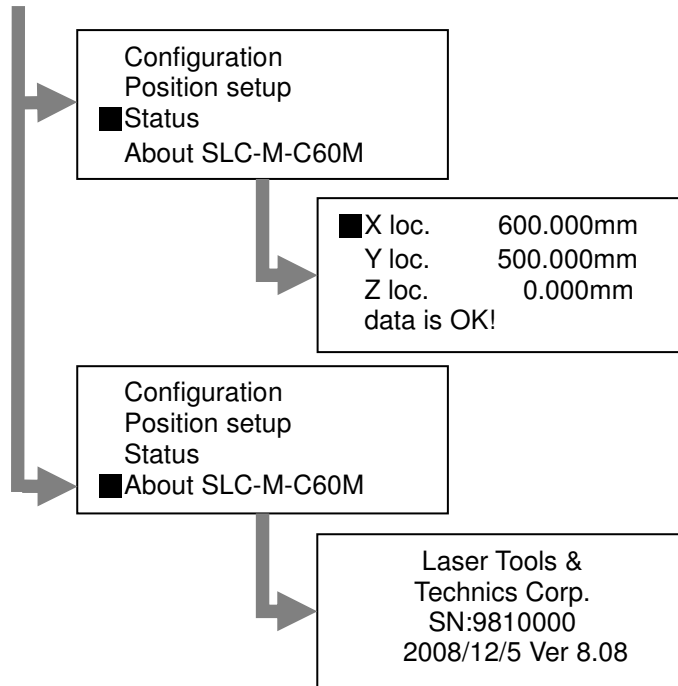 Configuration
Position setup
Status
About SLC-M-C60M
X loc. 600.000mm
Y loc. 500.000mm
Z loc. 0.000mm
data is OK!
Configuration
Position setup
Status
About SLC-M-C60M
Laser Tools &
Technics Corp.
SN:9810000
2008/12/5 Ver 8.08